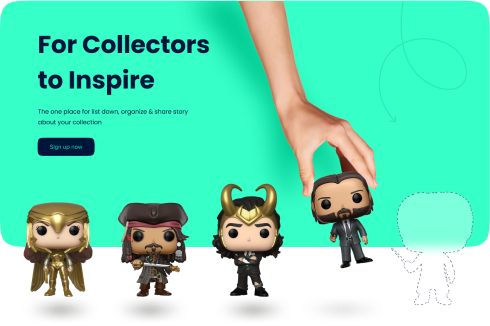 For Collectors
to Inspire
The one place for list down, organize & share story
about your collection
Sign up now